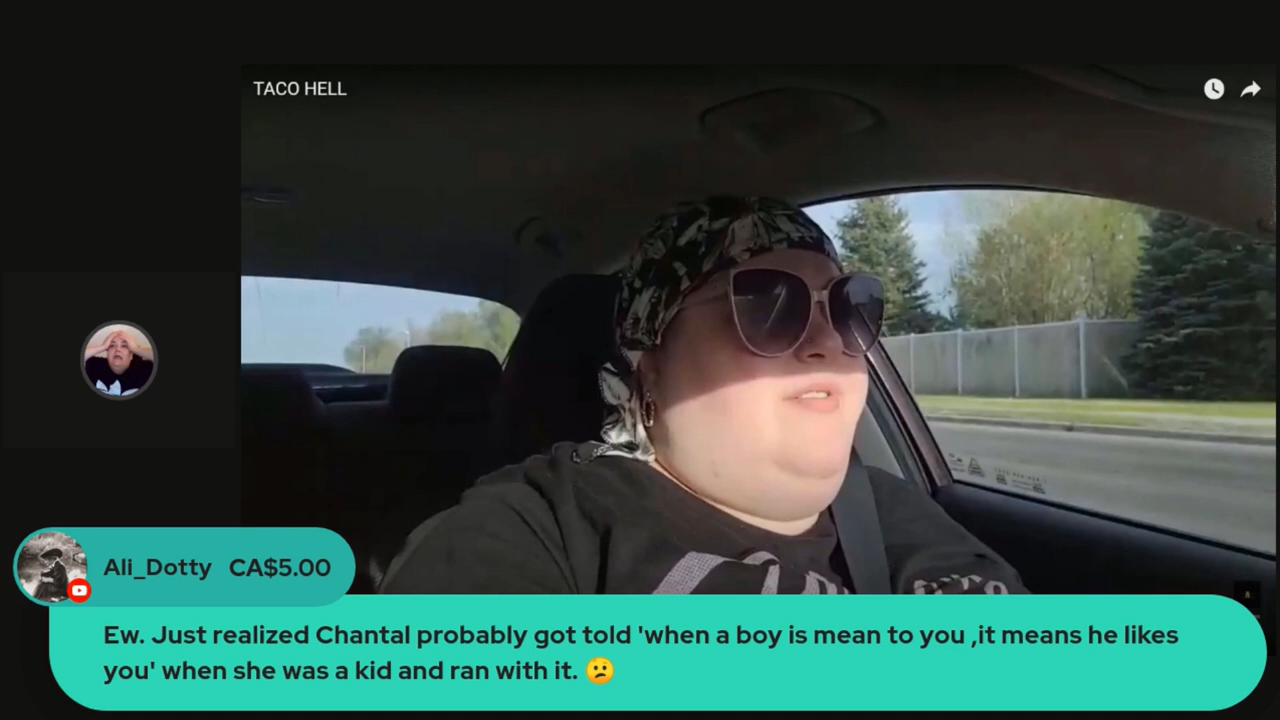 TACO HELL
Ali_Dotty CA$5.00
Ew. Just realized Chantal probably got told 'when a boy is mean to you ,it means he likes
you' when she was a kid and ran with it. 😕